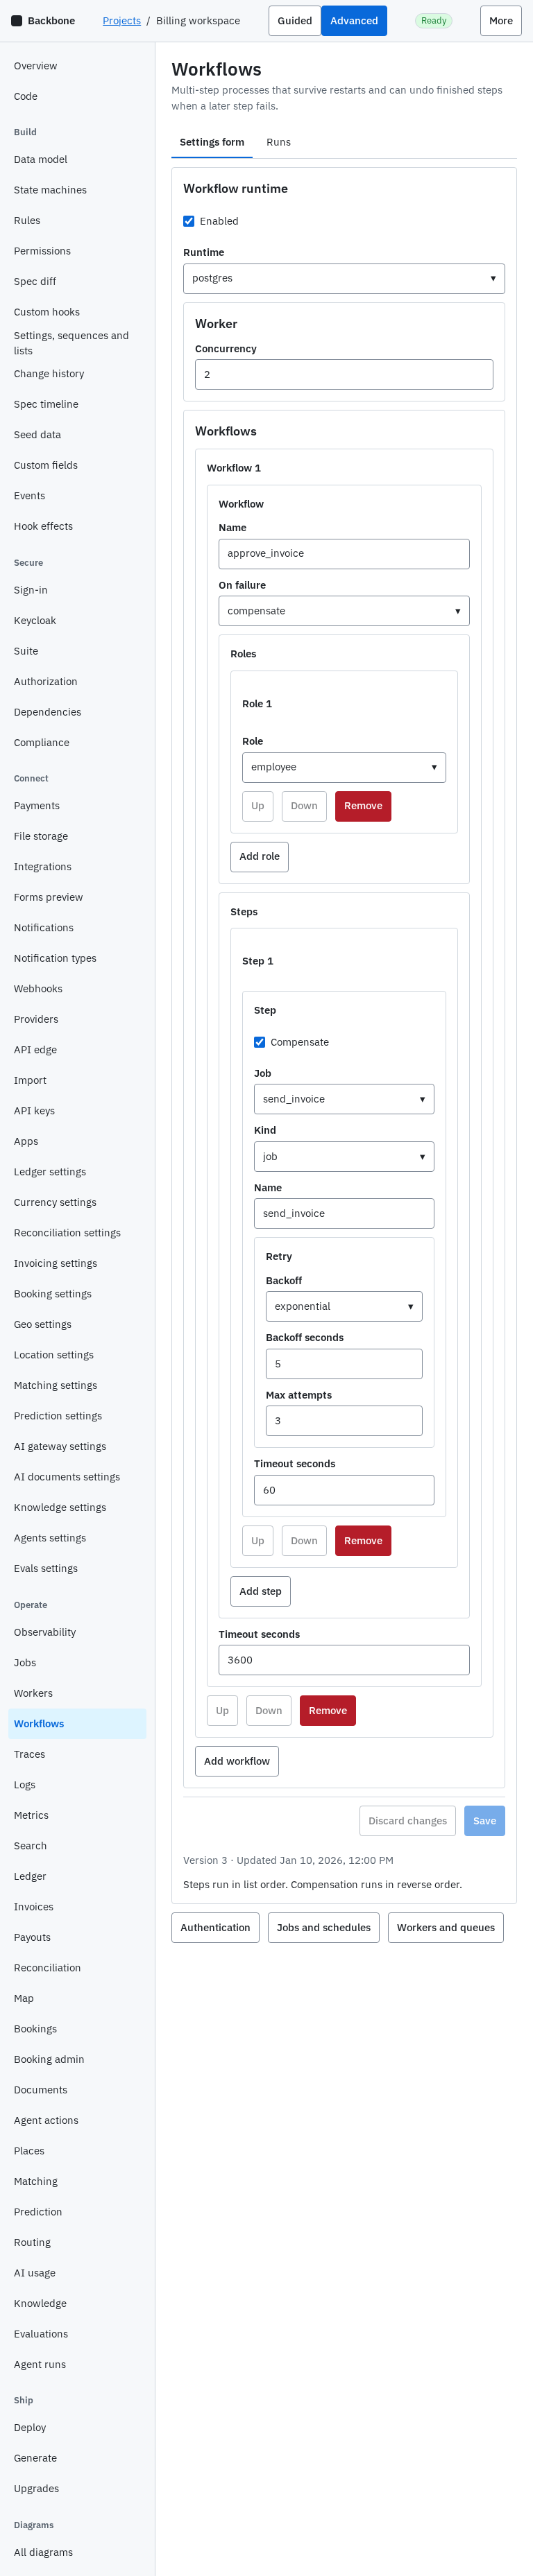 Backbone
Projects / Billing workspace
Guided
Advanced
Ready
More
Overview
Code
Build
Data model
State machines
Rules
Permissions
Spec diff
Custom hooks
Settings, sequences and
lists
Change history
Spec timeline
Seed data
Custom fields
Events
Hook effects
Secure
Sign-in
Keycloak
Suite
Authorization
Dependencies
Compliance
Connect
Payments
File storage
Integrations
Forms preview
Notifications
Notification types
Webhooks
Providers
API edge
Import
API keys
Apps
Ledger settings
Currency settings
Reconciliation settings
Invoicing settings
Booking settings
Geo settings
Location settings
Matching settings
Prediction settings
AI gateway settings
AI documents settings
Knowledge settings
Agents settings
Evals settings
Operate
Observability
Jobs
Workers
Workflows
Traces
Logs
Metrics
Search
Ledger
Invoices
Payouts
Reconciliation
Map
Bookings
Booking admin
Documents
Agent actions
Places
Matching
Prediction
Routing
AI usage
Knowledge
Evaluations
Agent runs
Ship
Deploy
Generate
Upgrades
Diagrams
All diagrams
Workflows
Multi-step processes that survive restarts and can undo finished steps
when a later step fails.
Settings form
Runs
Workflow runtime
Enabled
Runtime
postgres
Worker
Concurrency
2
Workflows
Workflow 1
Workflow
Name
approve_invoice
On failure
compensate
Roles
Role 1
Role
employee
Up
Down
Remove
Add role
Steps
Step 1
Step
Compensate
Job
send_invoice
Kind
job
Name
send_invoice
Retry
Backoff
exponential
Backoff seconds
5
Max attempts
3
Timeout seconds
60
Up
Down
Remove
Add step
Timeout seconds
3600
Up
Down
Remove
Add workflow
Discard changes
Save
Version 3 · Updated Jan 10, 2026, 12:00 PM
Steps run in list order. Compensation runs in reverse order.
Authentication
Jobs and schedules
Workers and queues